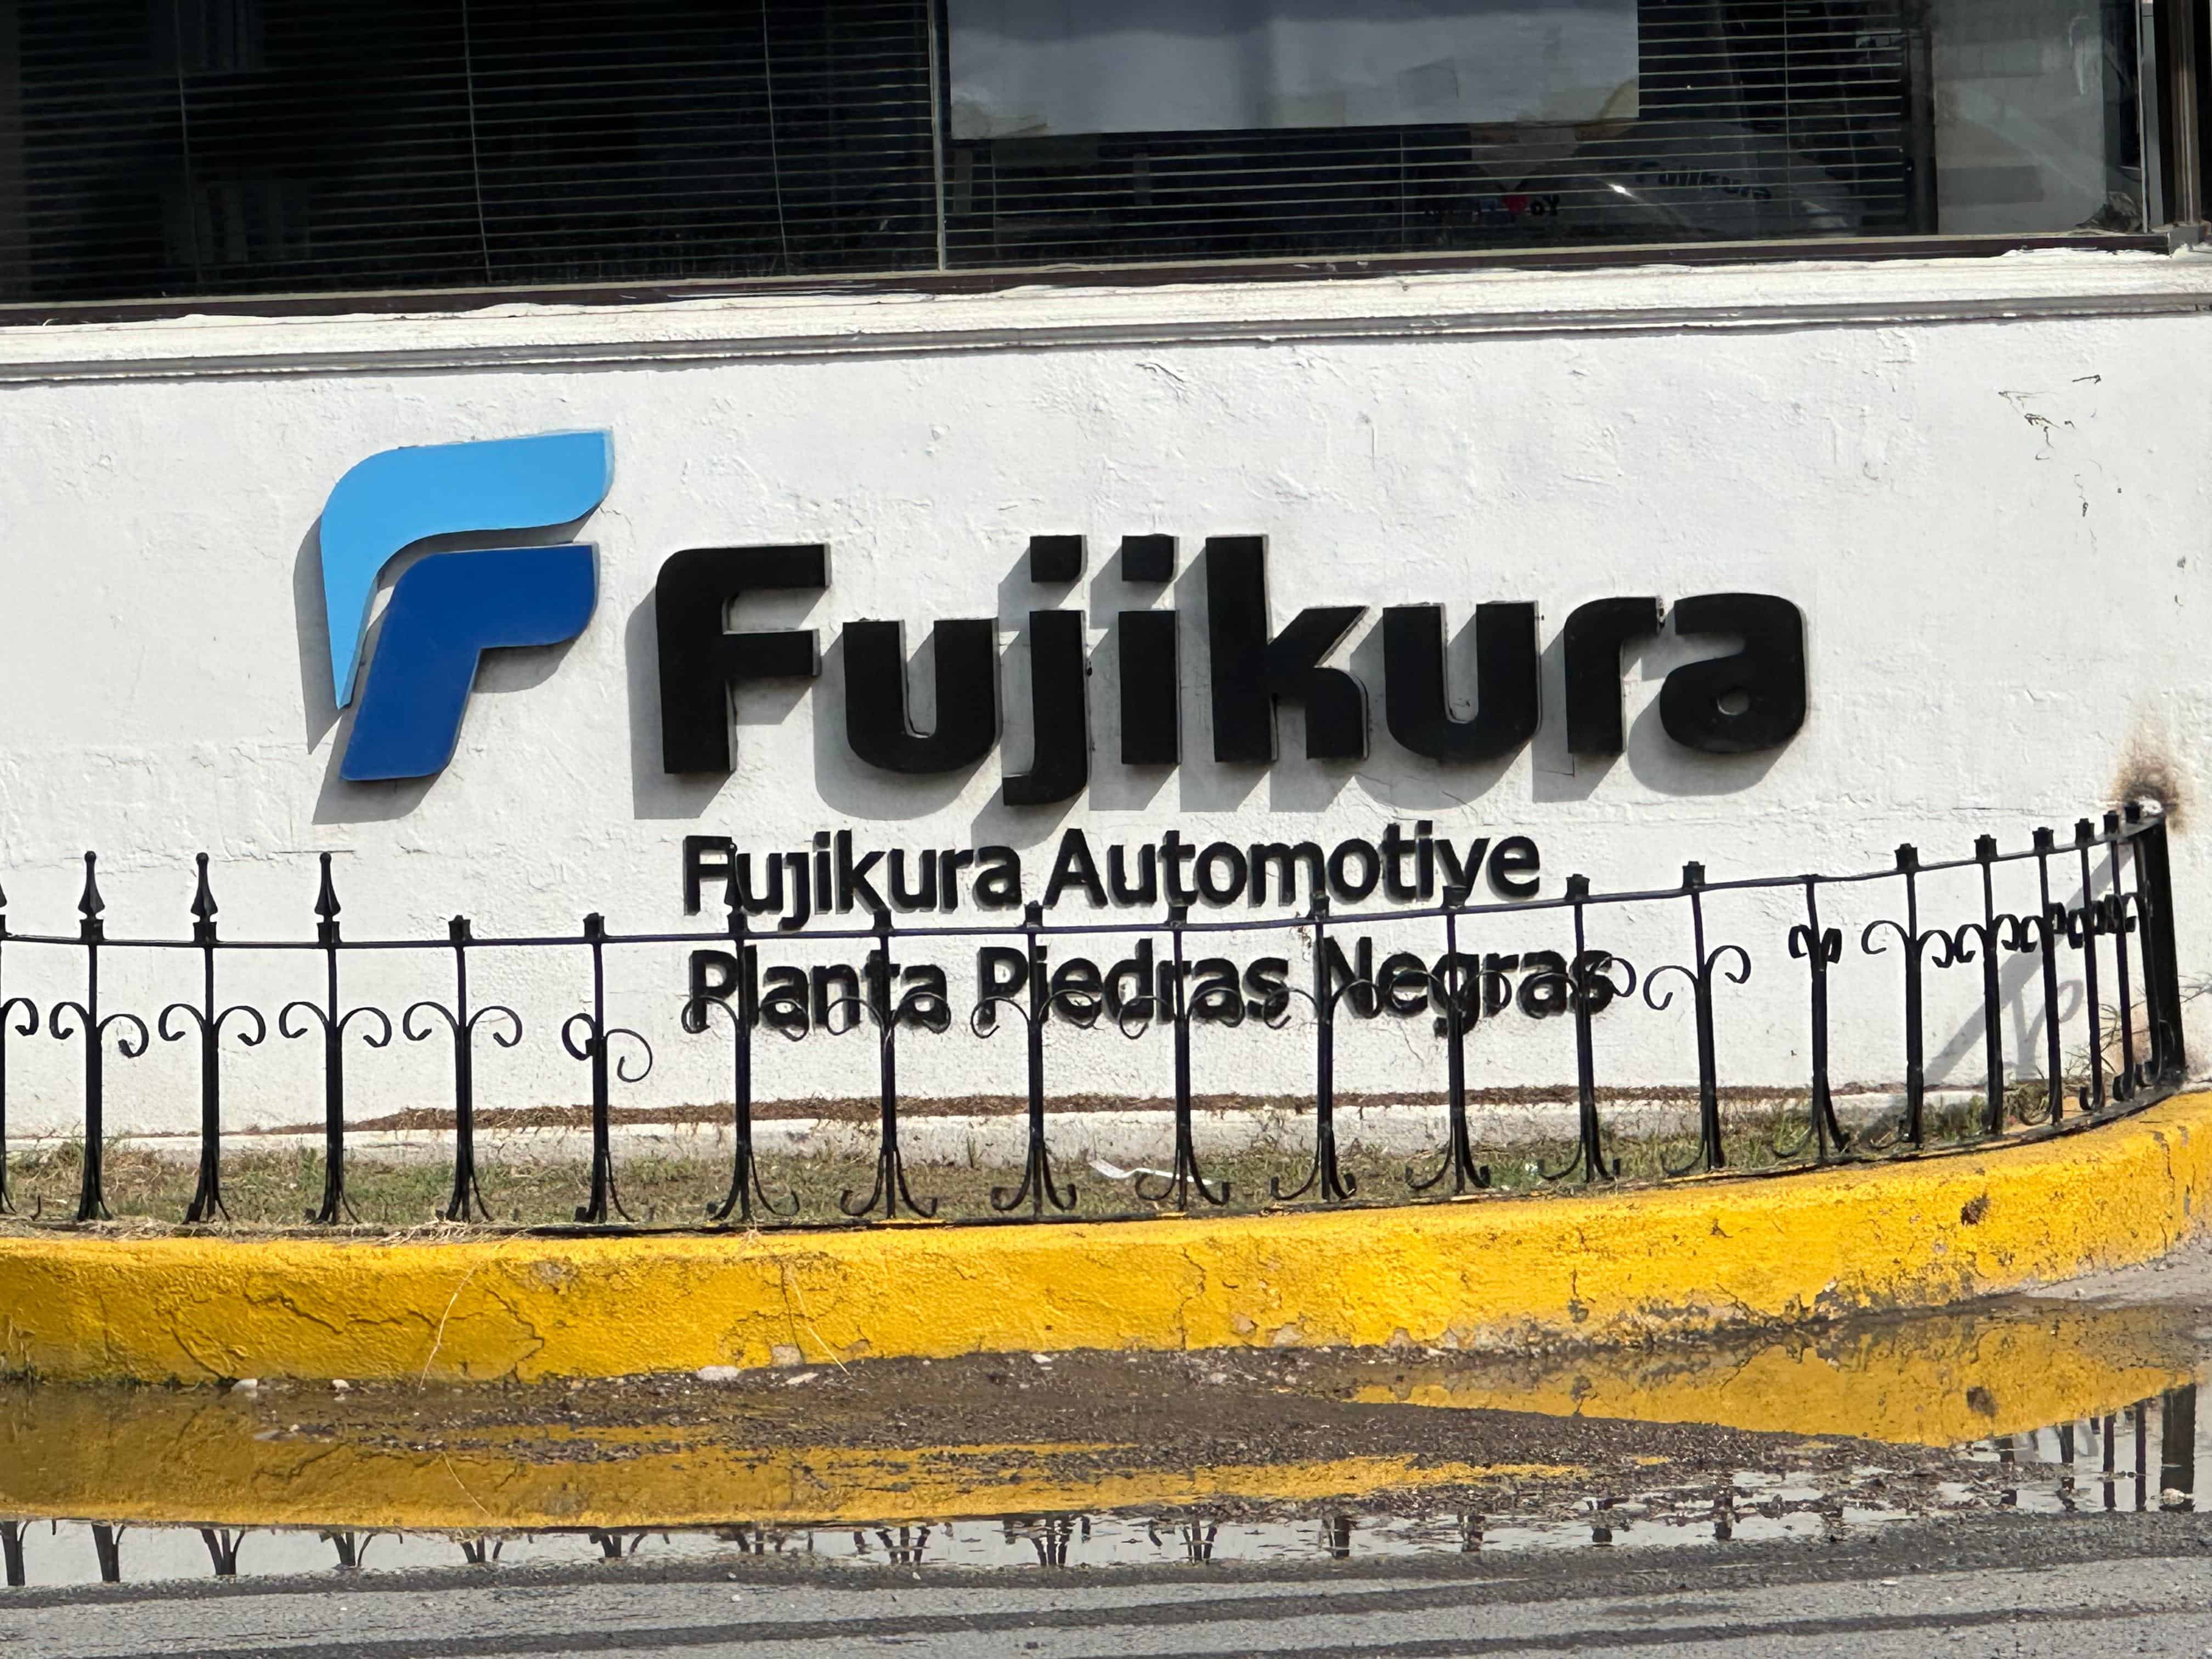 Fujikura
Fujikura Automotive
Planta Piedras Negras